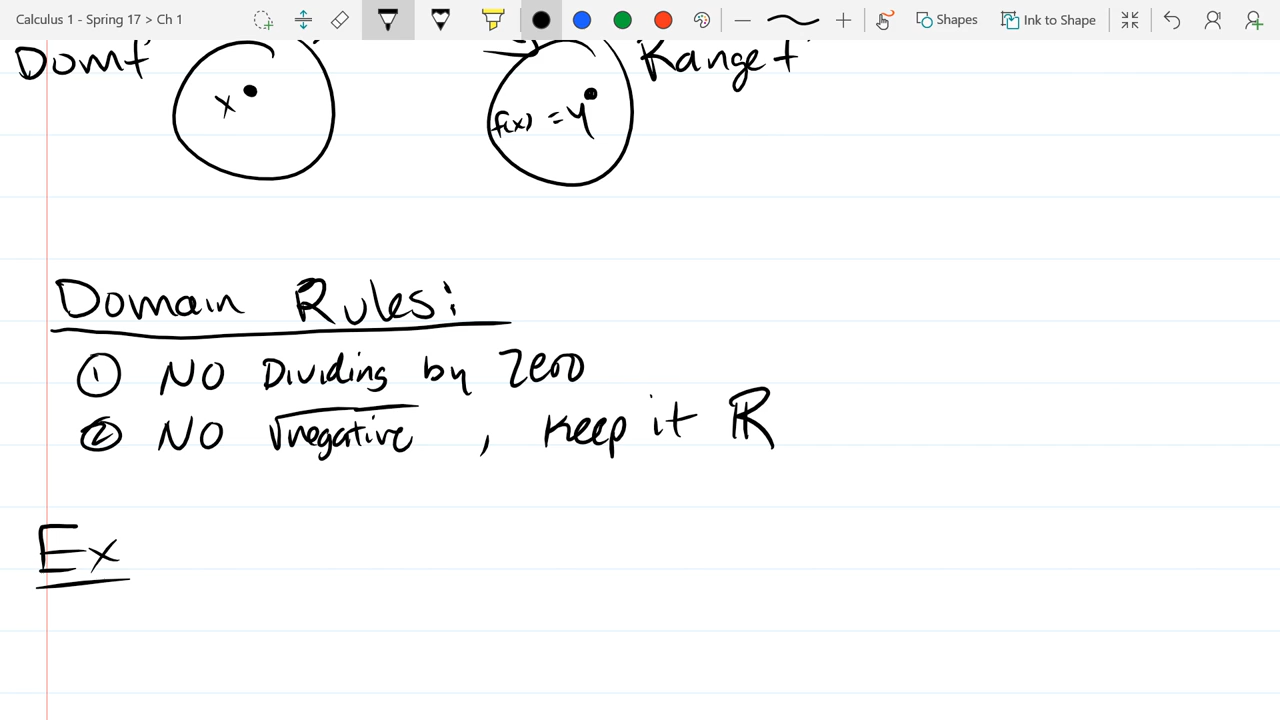 Calculus 1 - Spring 17 > Ch 1 Shapes Ink to Shape
Domf Range f
x f(x) = y
Domain Rules:
① NO Dividing by Zero
② NO √negative , Keep it ℝ
Ex